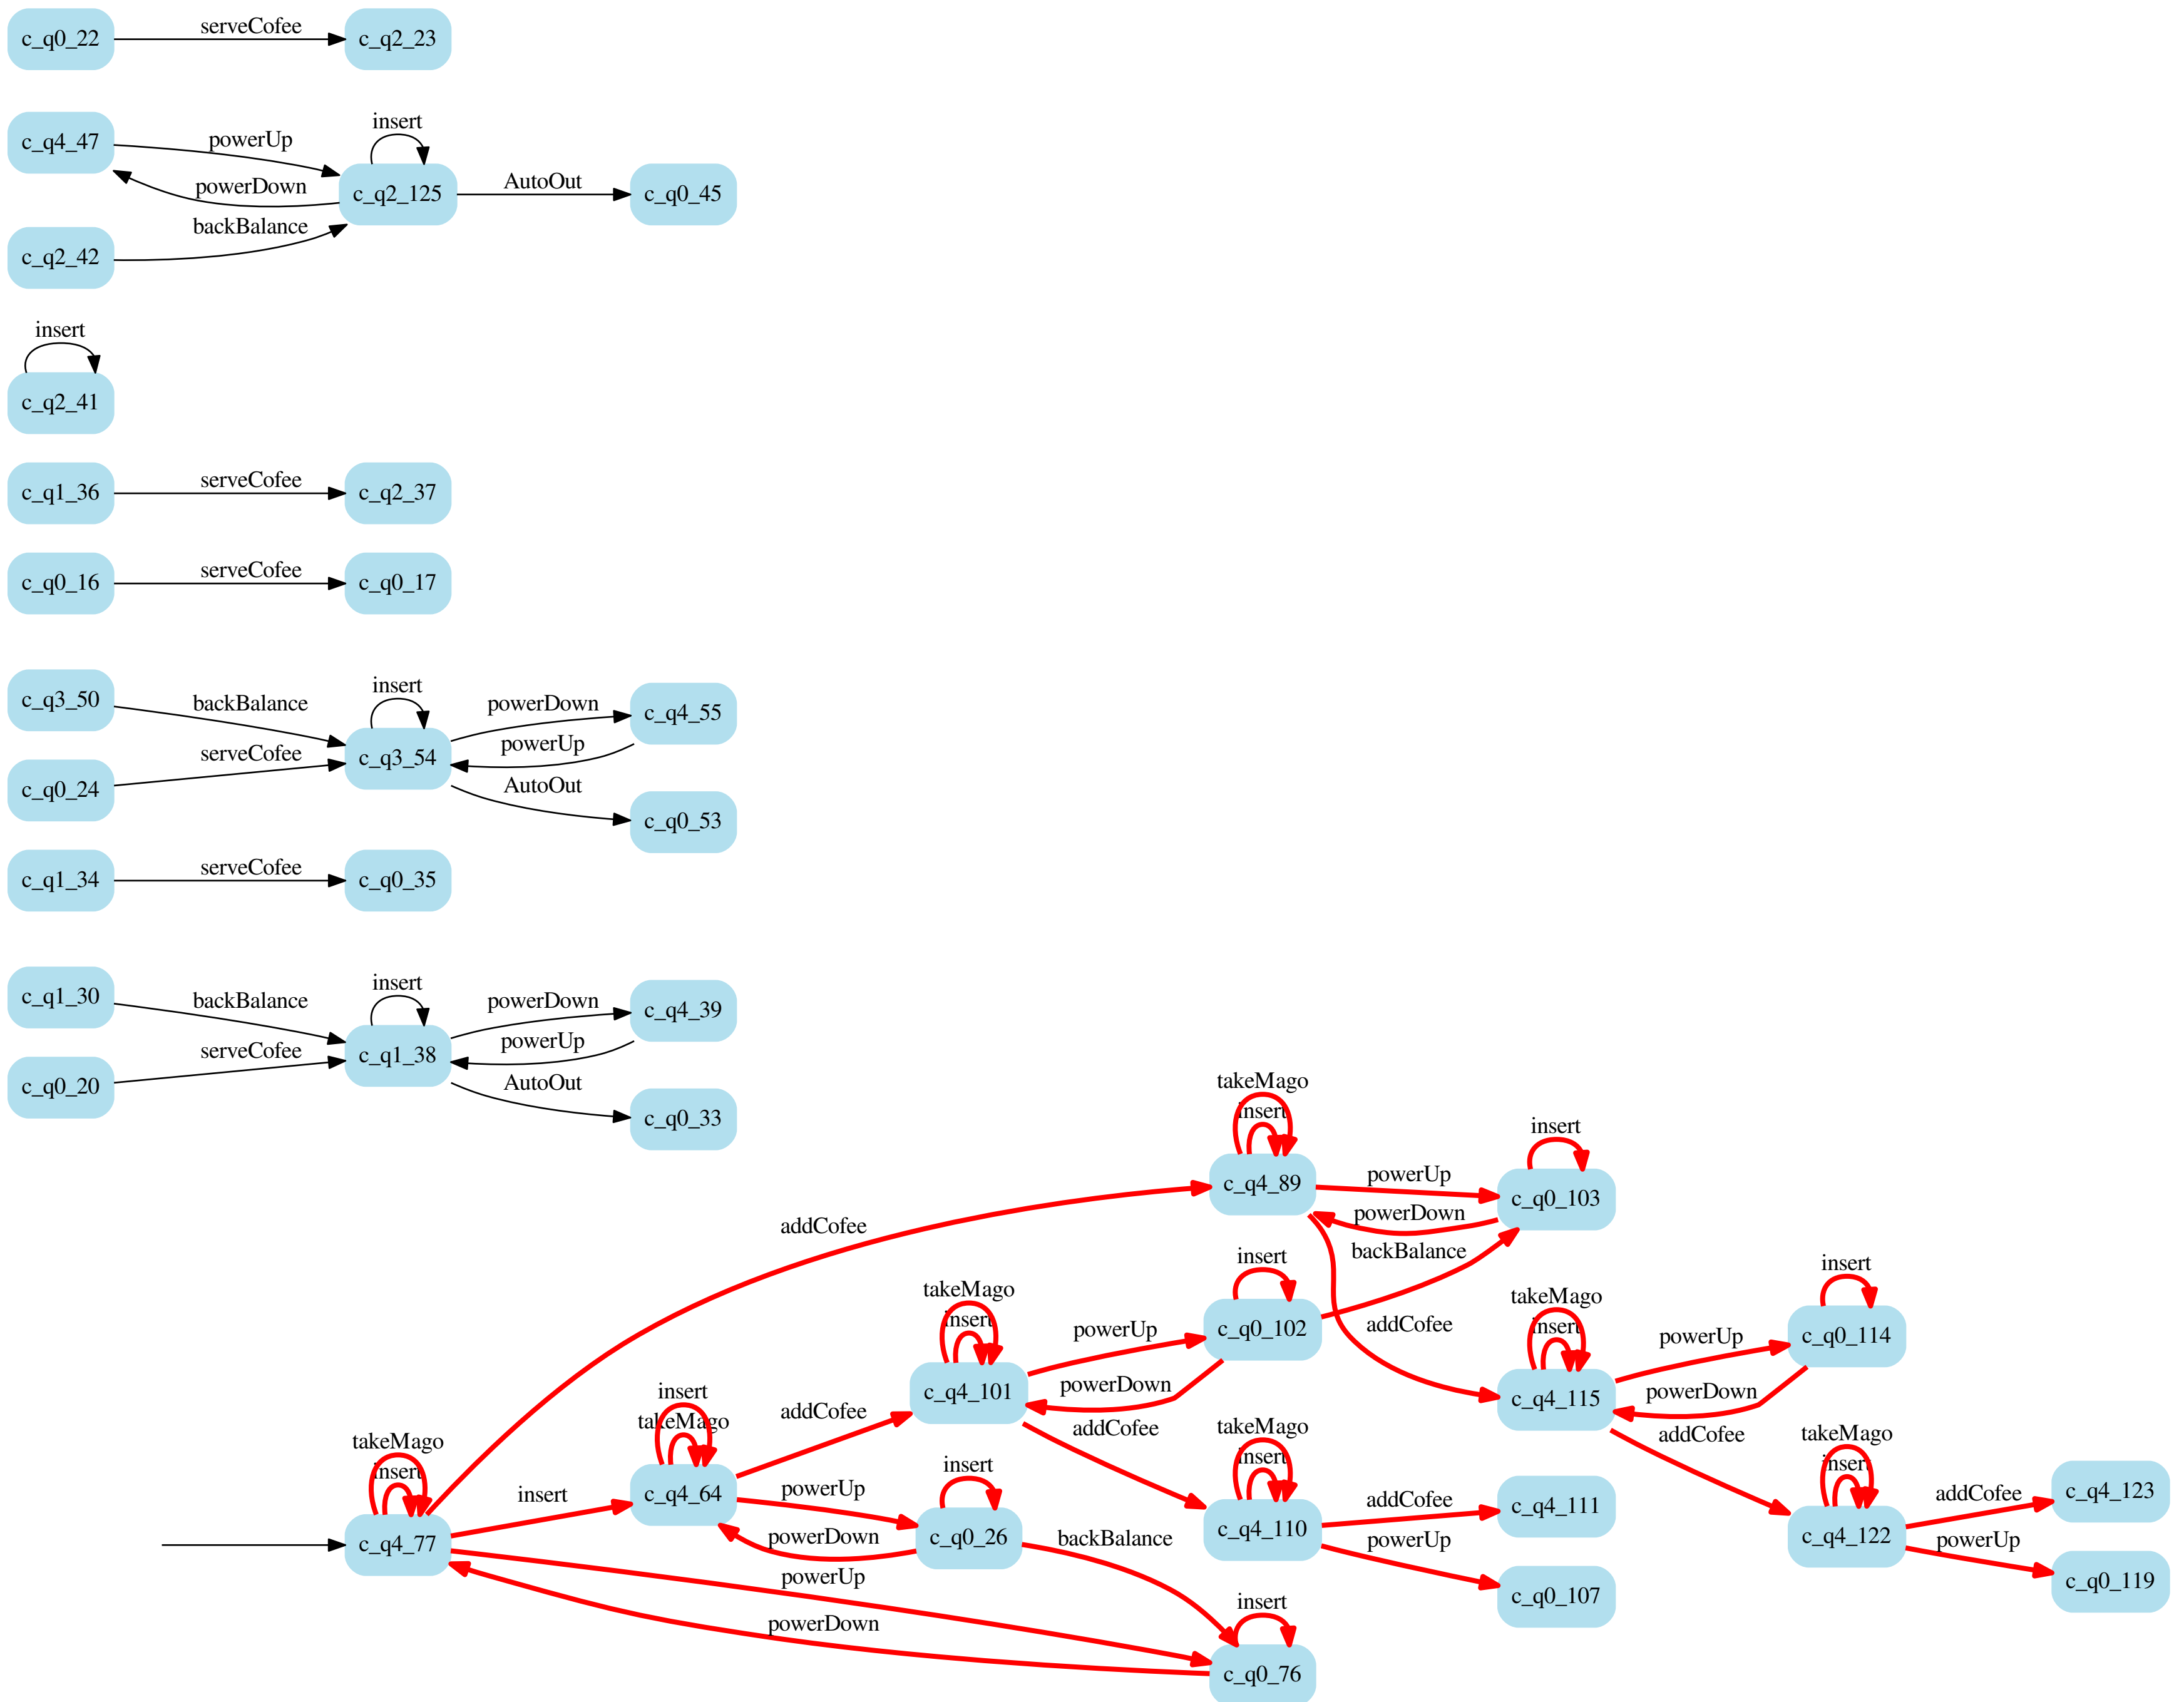 c_q0_22
serveCofee
c_q2_23
c_q4_47
powerUp
insert
powerDown
c_q2_125
AutoOut
c_q0_45
backBalance
c_q2_42
insert
c_q2_41
c_q1_36
serveCofee
c_q2_37
c_q0_16
serveCofee
c_q0_17
c_q3_50
backBalance
insert
powerDown
c_q4_55
c_q0_24
serveCofee
c_q3_54
powerUp
AutoOut
c_q0_53
c_q1_34
serveCofee
c_q0_35
c_q1_30
backBalance
insert
powerDown
c_q4_39
c_q0_20
serveCofee
c_q1_38
powerUp
AutoOut
c_q0_33
takeMago
insert
c_q4_89
powerUp
insert
c_q0_103
powerDown
addCofee
backBalance
insert
c_q0_102
takeMago
insert
c_q4_101
powerUp
powerDown
addCofee
takeMago
insert
c_q4_115
powerUp
insert
c_q0_114
powerDown
insert
takeMago
c_q4_64
addCofee
addCofee
takeMago
insert
c_q4_110
addCofee
takeMago
insert
c_q4_122
addCofee
c_q4_123
powerUp
c_q0_119
takeMago
insert
c_q4_77
insert
powerUp
insert
c_q0_26
powerDown
backBalance
addCofee
c_q4_111
powerUp
c_q0_107
powerUp
powerDown
insert
c_q0_76